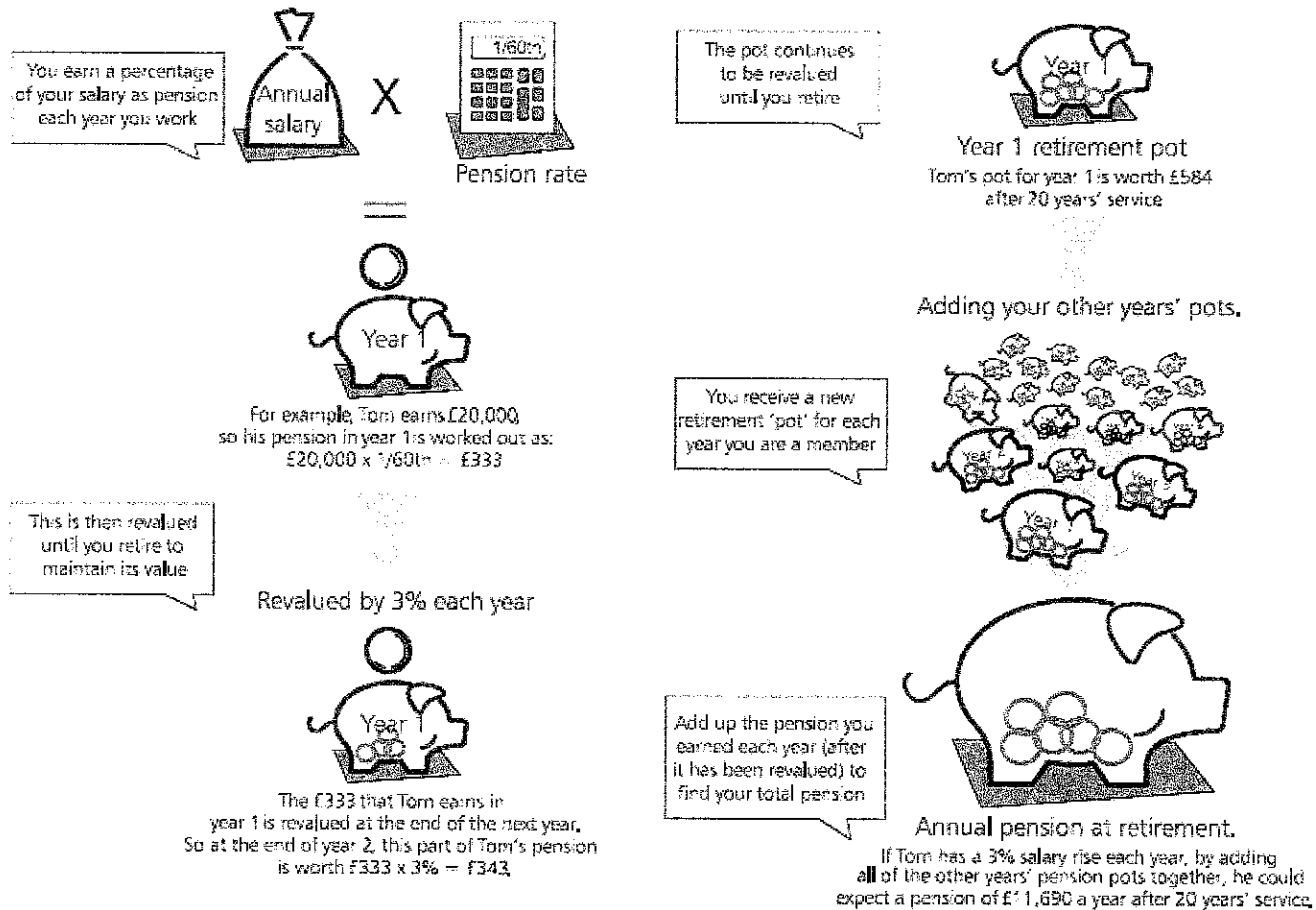 You earn a percentage
of your salary as pension
each year you work
Annual
salary
X
1/60th
Pension rate
=
Year 1
For example, Tom earns £20,000,
so his pension in year 1 is worked out as:
£20,000 x 1/60th = £333
This is then revalued
until you retire to
maintain its value
Revalued by 3% each year
Year 1
The £333 that Tom earns in
year 1 is revalued at the end of the next year.
So at the end of year 2, this part of Tom's pension
is worth £333 x 3% = £343.
The pot continues
to be revalued
until you retire
Year 1
Year 1 retirement pot
Tom's pot for year 1 is worth £584
after 20 years' service
Adding your other years' pots.
You receive a new
retirement 'pot' for each
year you are a member
Year
Year
Year
Add up the pension you
earned each year (after
it has been revalued) to
find your total pension
Annual pension at retirement.
If Tom has a 3% salary rise each year, by adding
all of the other years' pension pots together, he could
expect a pension of £11,690 a year after 20 years' service.